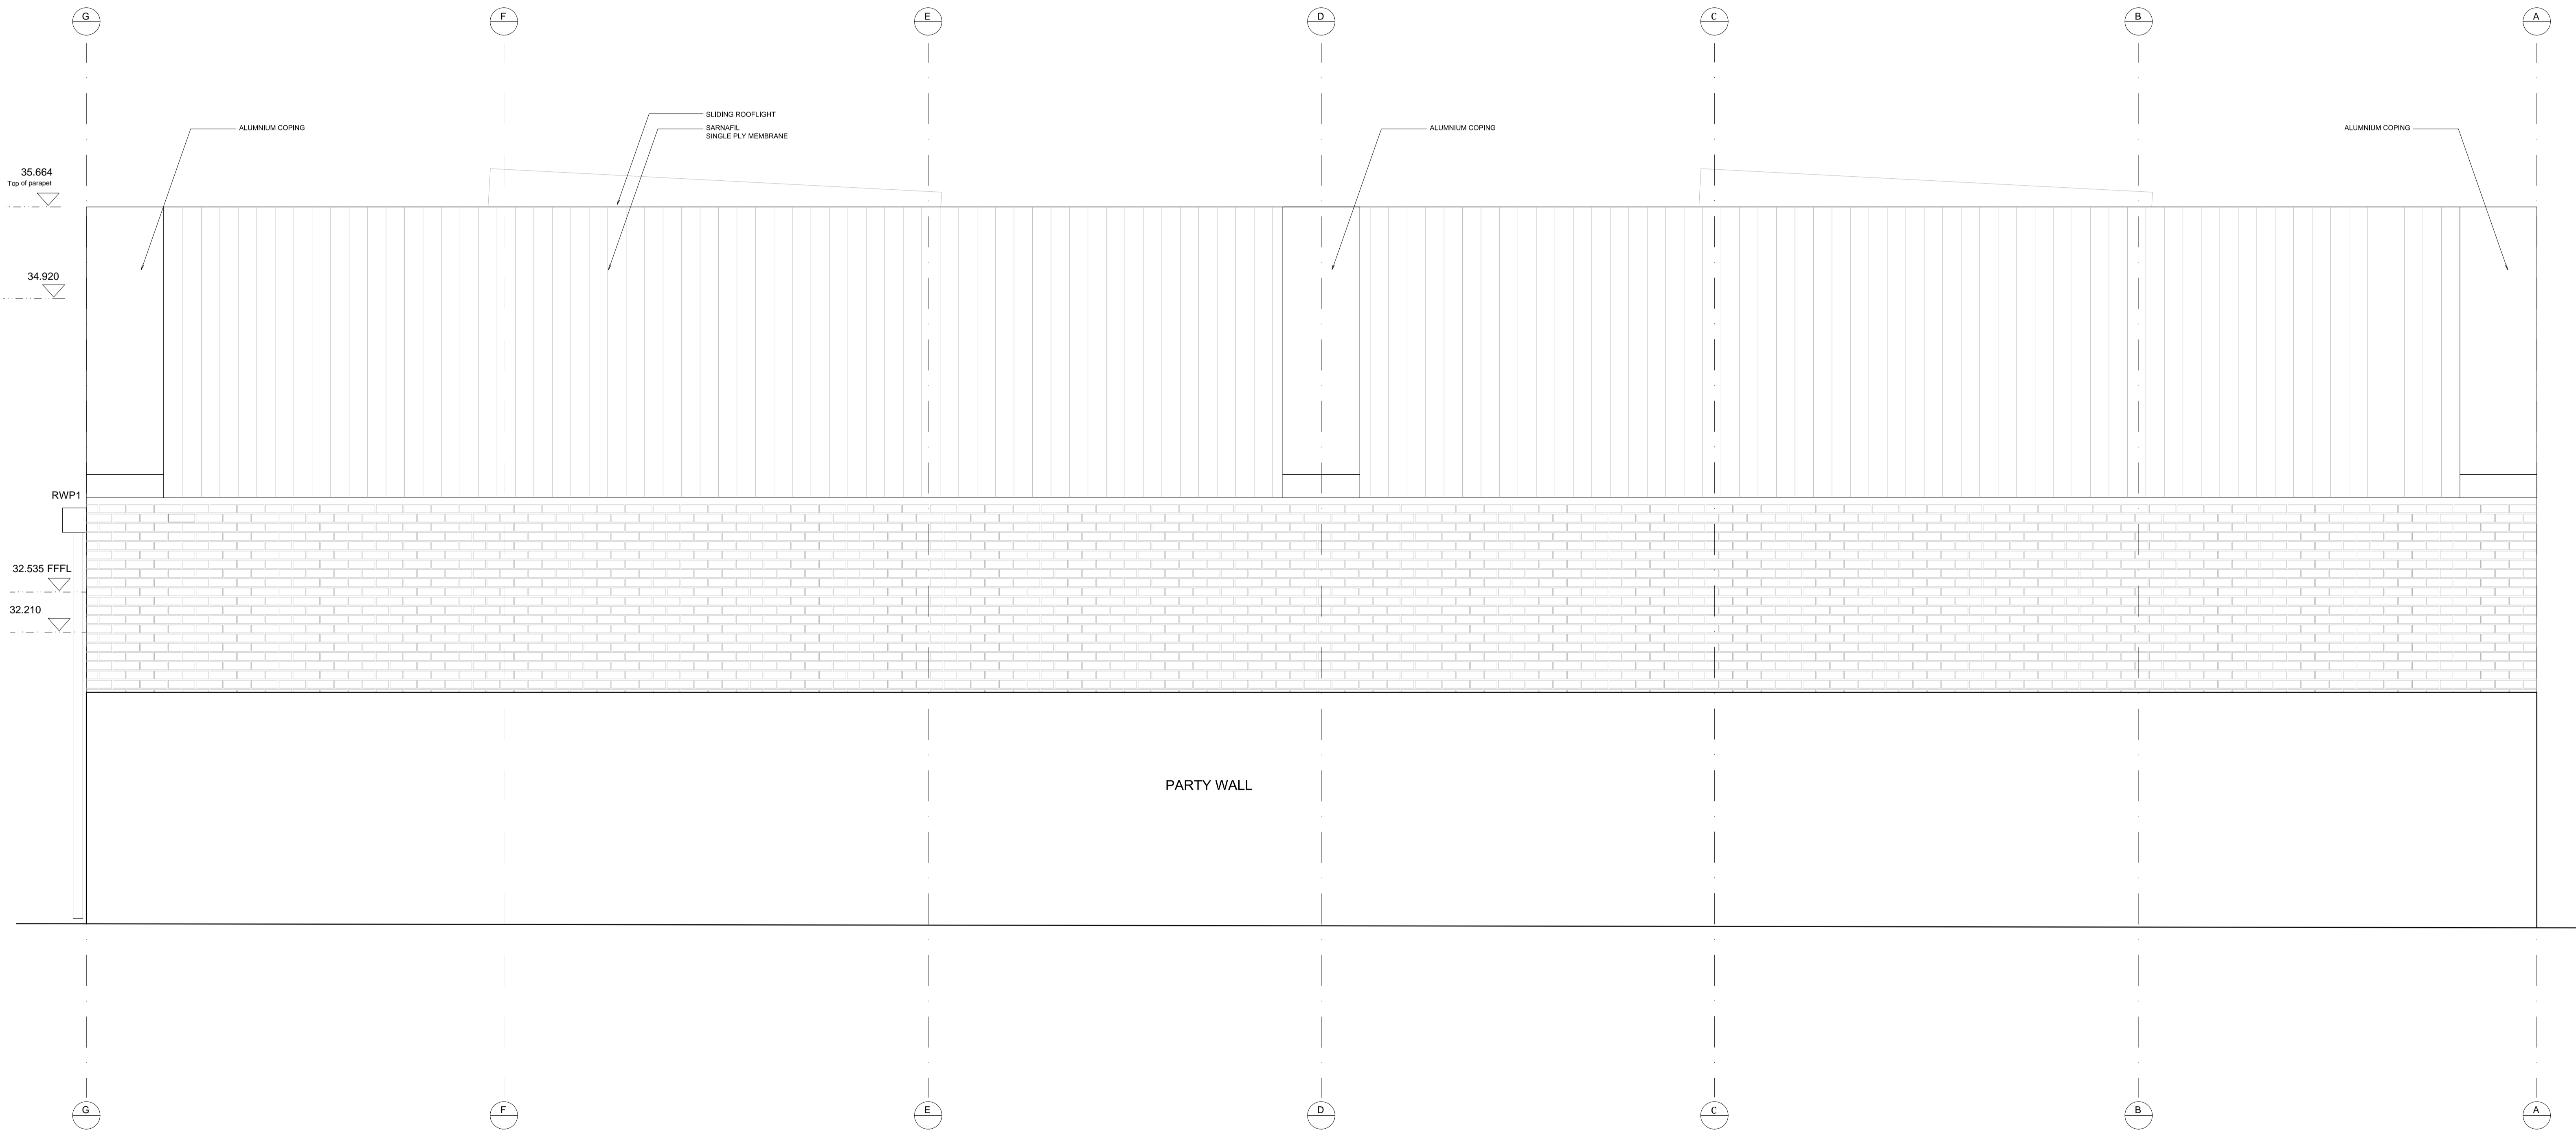 G
F
E
D
C
B
A
SLIDING ROOFLIGHT
ALUMNIUM COPING
SARNAFIL
SINGLE PLY MEMBRANE
ALUMNIUM COPING
ALUMNIUM COPING
35.664
Top of parapet
34.920
RWP1
32.535 FFFL
32.210
PARTY WALL
G
F
E
D
C
B
A